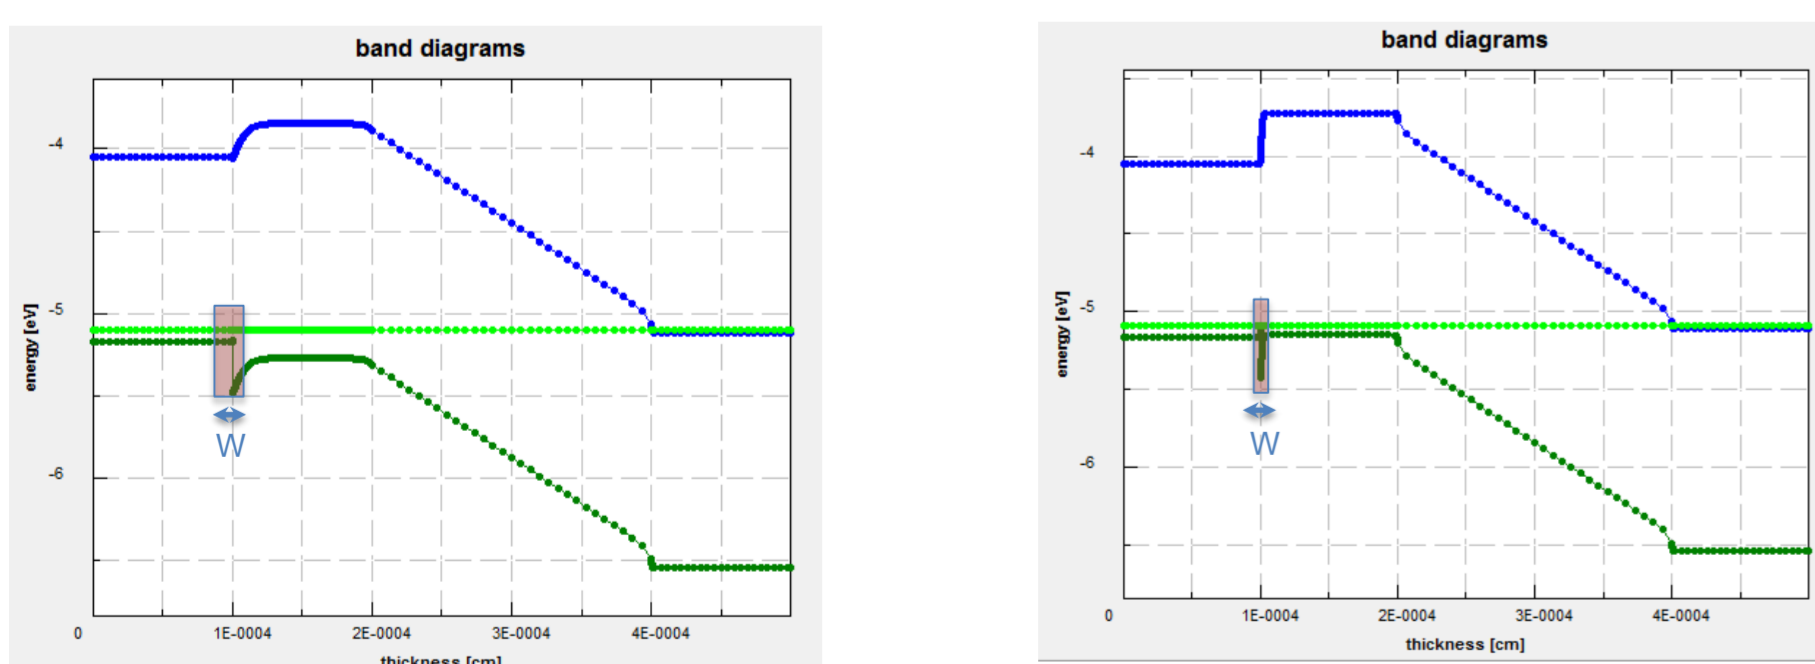 band diagrams
-4
-5
-6
energy [eV]
W
0 1E-0004 2E-0004 3E-0004 4E-0004
thickness [cm]
band diagrams
-4
-5
-6
energy [eV]
W
0 1E-0004 2E-0004 3E-0004 4E-0004
thickness [cm]